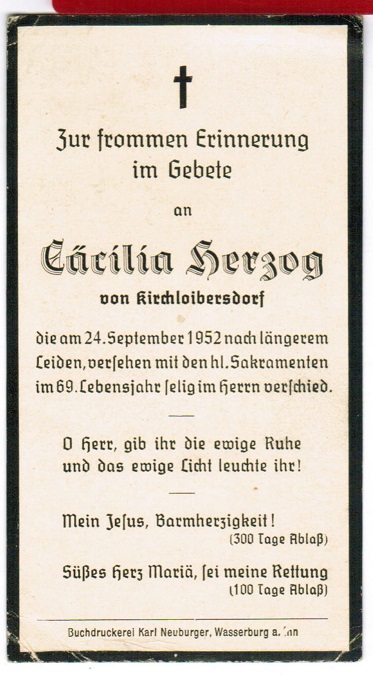 Zur frommen Erinnerung
im Gebete
an
Cäcilia Herzog
von Kirchloibersdorf
die am 24. September 1952 nach längerem
Leiden, versehen mit den hl. Sakramenten
im 69. Lebensjahr selig im Herrn verschied.
O Herr, gib ihr die ewige Ruhe
und das ewige Licht leuchte ihr!
Mein Jesus, Barmherzigkeit!
(300 Tage Ablaß)
Süßes Herz Mariä, sei meine Rettung
(100 Tage Ablaß)
Buchdruckerei Karl Neuburger, Wasserburg a.